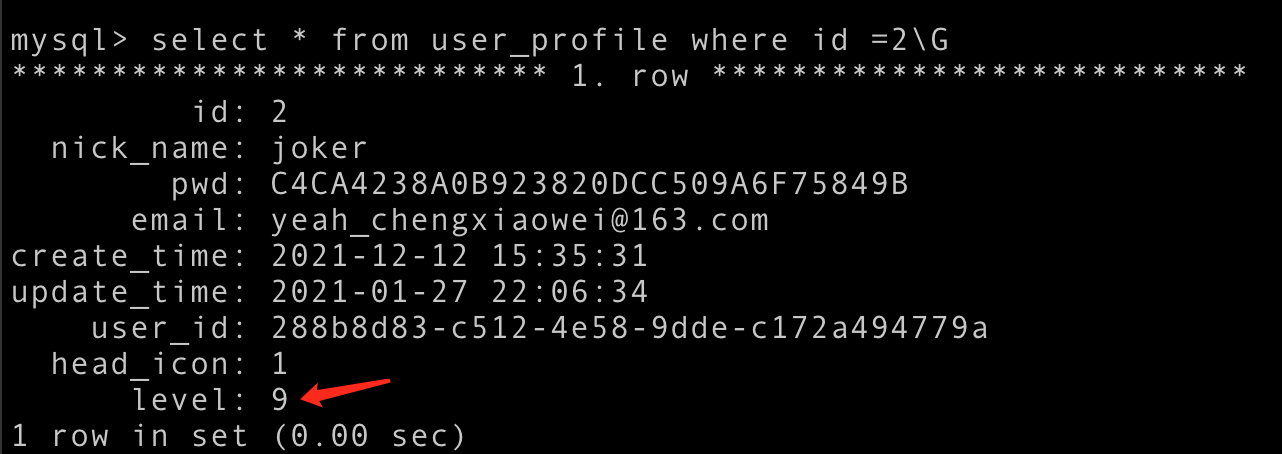 mysql> select * from user_profile where id =2\G
*************************** 1. row ***************************
id: 2
nick_name: joker
pwd: C4CA4238A0B923820DCC509A6F75849B
email: yeah_chengxiaowei@163.com
create_time: 2021-12-12 15:35:31
update_time: 2021-01-27 22:06:34
user_id: 288b8d83-c512-4e58-9dde-c172a494779a
head_icon: 1
level: 9
1 row in set (0.00 sec)